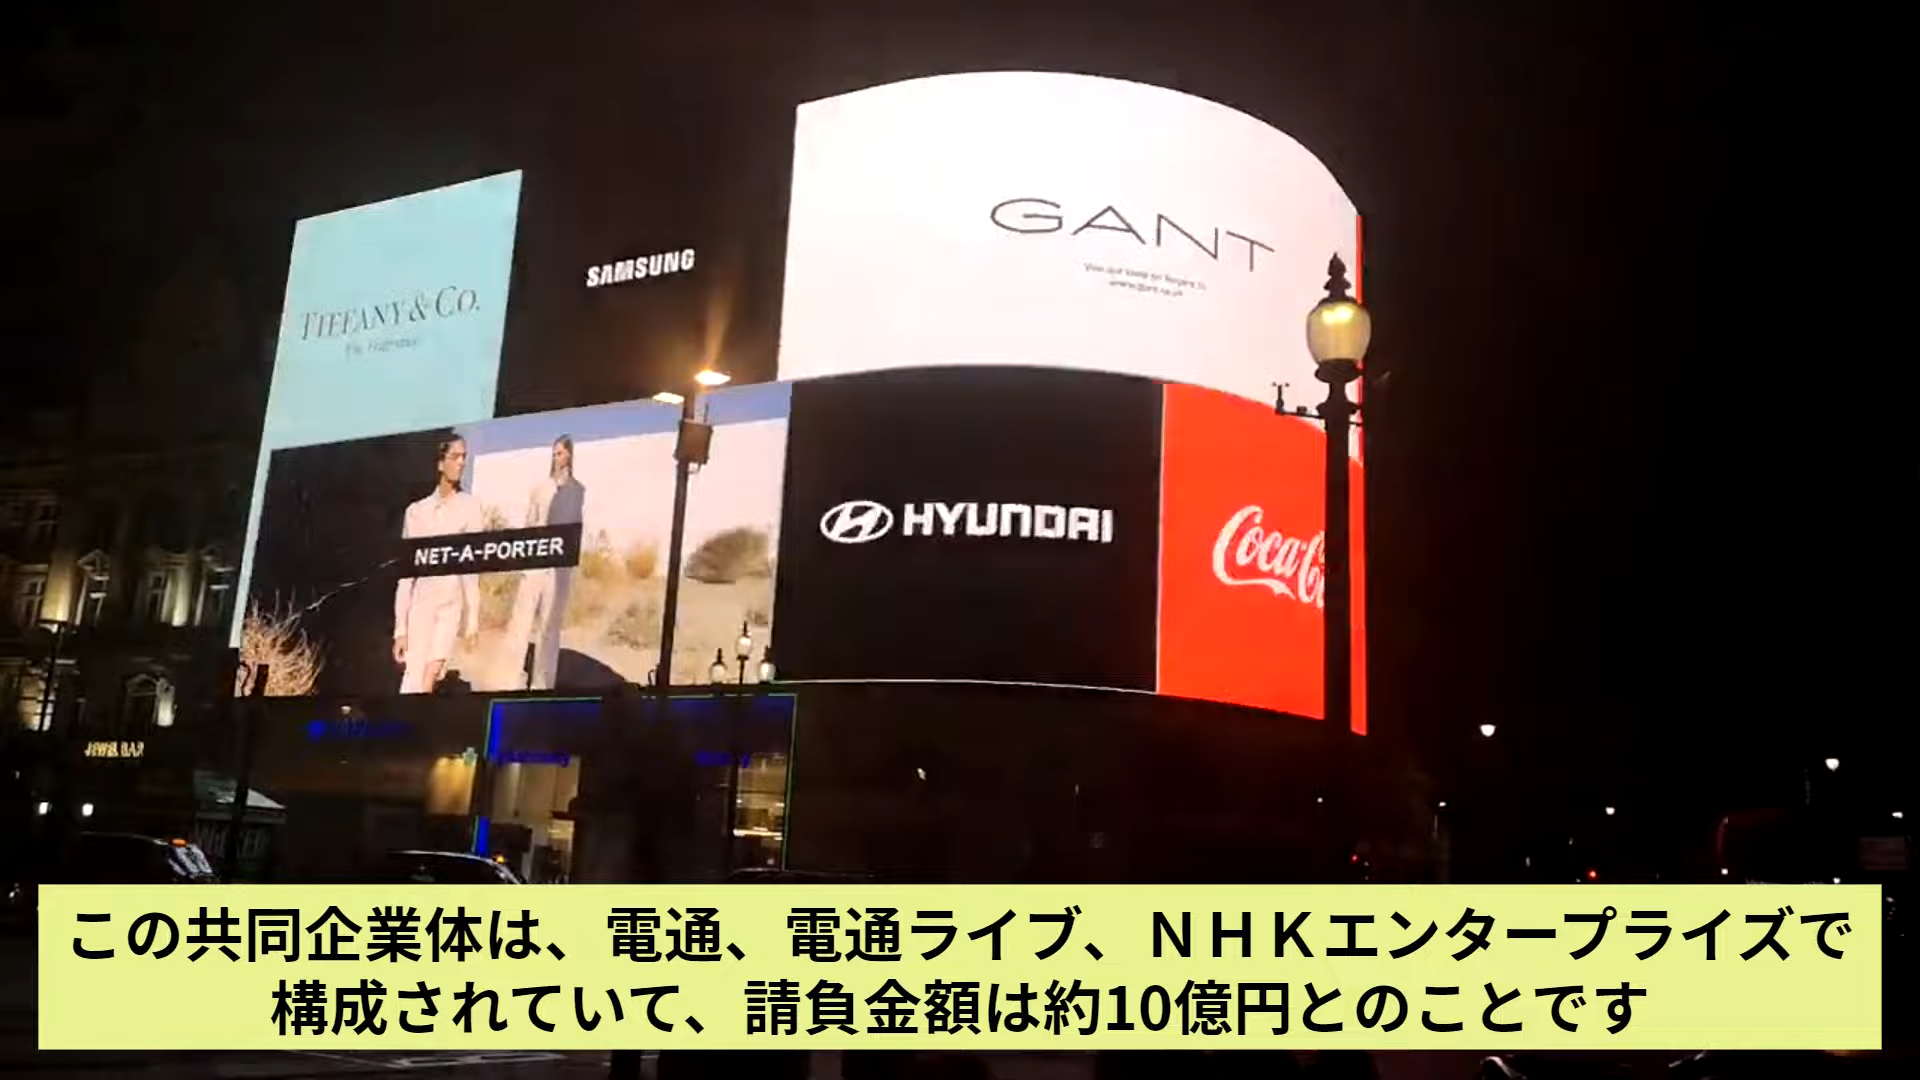 GANT
SAMSUNG
TIFFANY & CO.
HYUNDAI
NET-A-PORTER
Coca-C
JEWEL BAR
この共同企業体は、電通、電通ライブ、ＮＨＫエンタープライズで
構成されていて、請負金額は約10億円とのことです